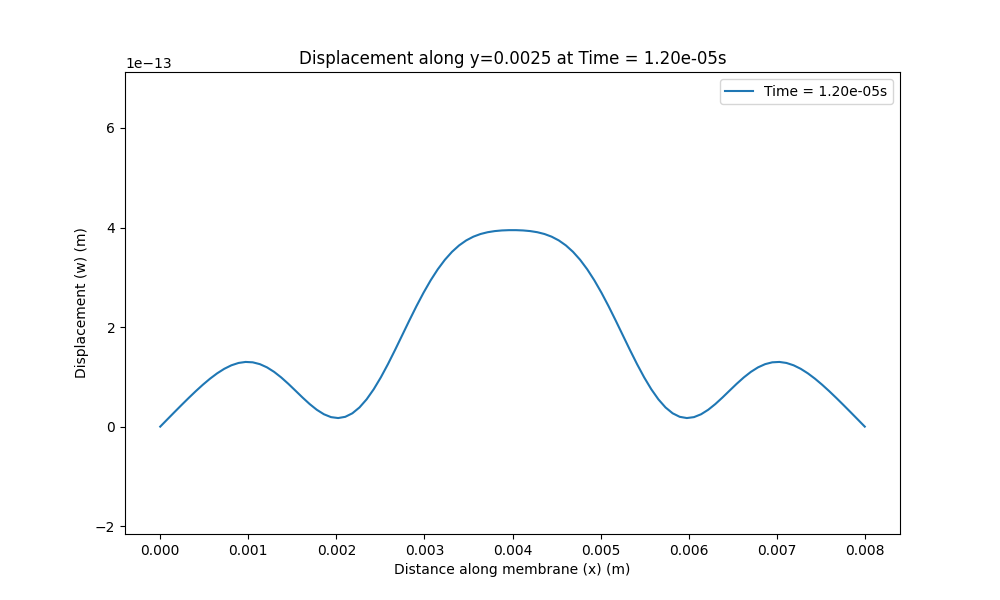 Displacement along y=0.0025 at Time = 1.20e-05s
1e−13
Time = 1.20e-05s
6
4
2
0
−2
Displacement (w) (m)
0.000 0.001 0.002 0.003 0.004 0.005 0.006 0.007 0.008
Distance along membrane (x) (m)